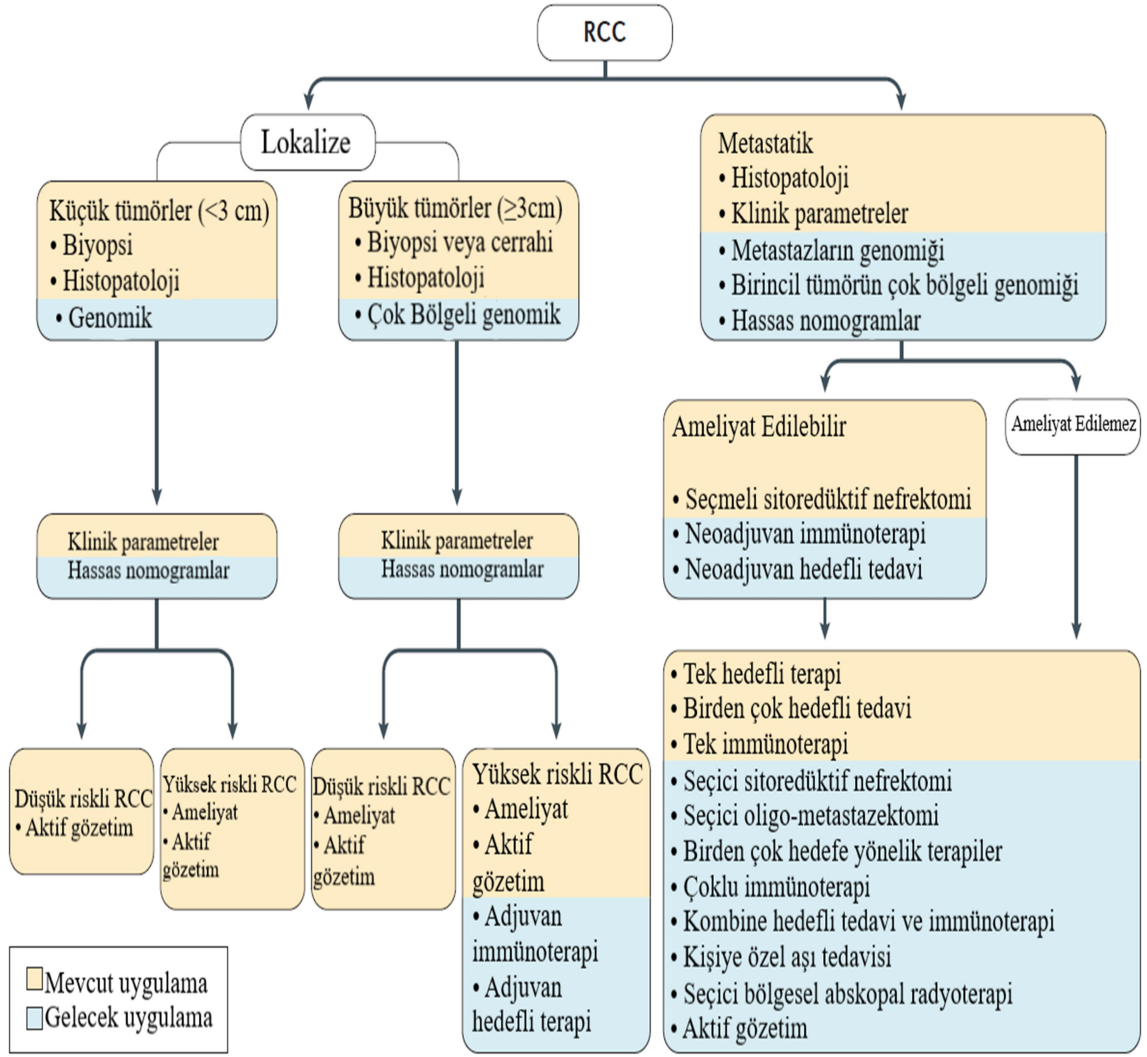 RCC
Lokalize
Küçük tümörler (<3 cm)
• Biyopsi
• Histopatoloji
• Genomik
Büyük tümörler (≥3cm)
• Biyopsi veya cerrahi
• Histopatoloji
• Çok Bölgeli genomik
Metastatik
• Histopatoloji
• Klinik parametreler
• Metastazların genomiği
• Birincil tümörün çok bölgeli genomiği
• Hassas nomogramlar
Ameliyat Edilebilir
• Seçmeli sitoredüktif nefrektomi
• Neoadjuvan immünoterapi
• Neoadjuvan hedefli tedavi
Ameliyat Edilemez
Klinik parametreler
Hassas nomogramlar
Klinik parametreler
Hassas nomogramlar
Düşük riskli RCC
• Aktif gözetim
Yüksek riskli RCC
• Ameliyat
• Aktif
gözetim
Düşük riskli RCC
• Ameliyat
• Aktif
gözetim
Yüksek riskli RCC
• Ameliyat
• Aktif
gözetim
• Adjuvan
immünoterapi
• Adjuvan
hedefli terapi
• Tek hedefli terapi
• Birden çok hedefli tedavi
• Tek immünoterapi
• Seçici sitoredüktif nefrektomi
• Seçici oligo-metastazektomi
• Birden çok hedefe yönelik terapiler
• Çoklu immünoterapi
• Kombine hedefli tedavi ve immünoterapi
• Kişiye özel aşı tedavisi
• Seçici bölgesel abskopal radyoterapi
• Aktif gözetim
Mevcut uygulama
Gelecek uygulama